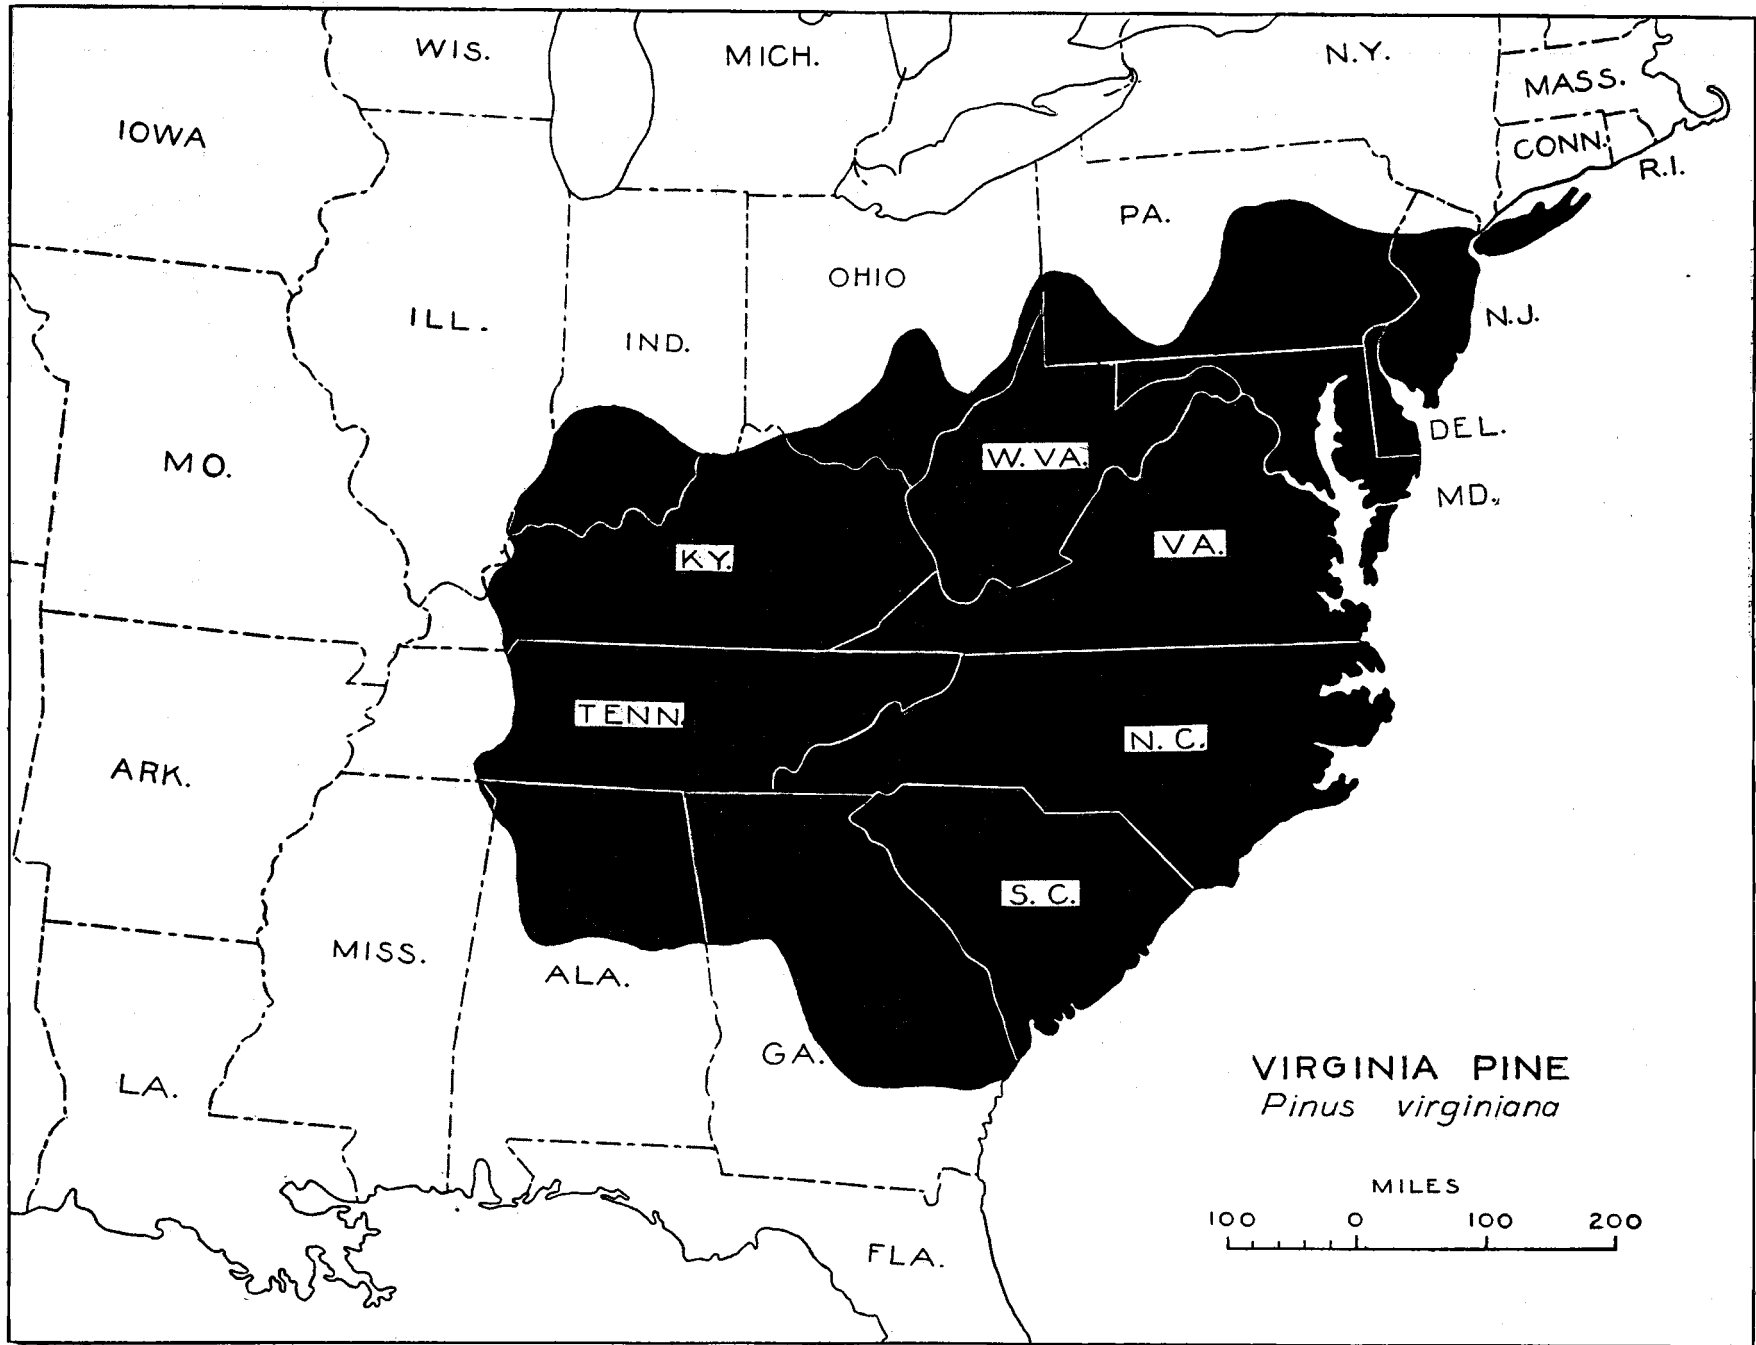 WIS.
MICH.
N.Y.
MASS.
IOWA
CONN.
R.I.
PA.
OHIO
ILL.
IND.
N.J.
DEL.
W. VA.
MO.
MD.
VA.
KY.
TENN.
N. C.
ARK.
S. C.
MISS.
ALA.
GA.
LA.
FLA.
VIRGINIA PINE
Pinus virginiana
MILES
100 0 100 200